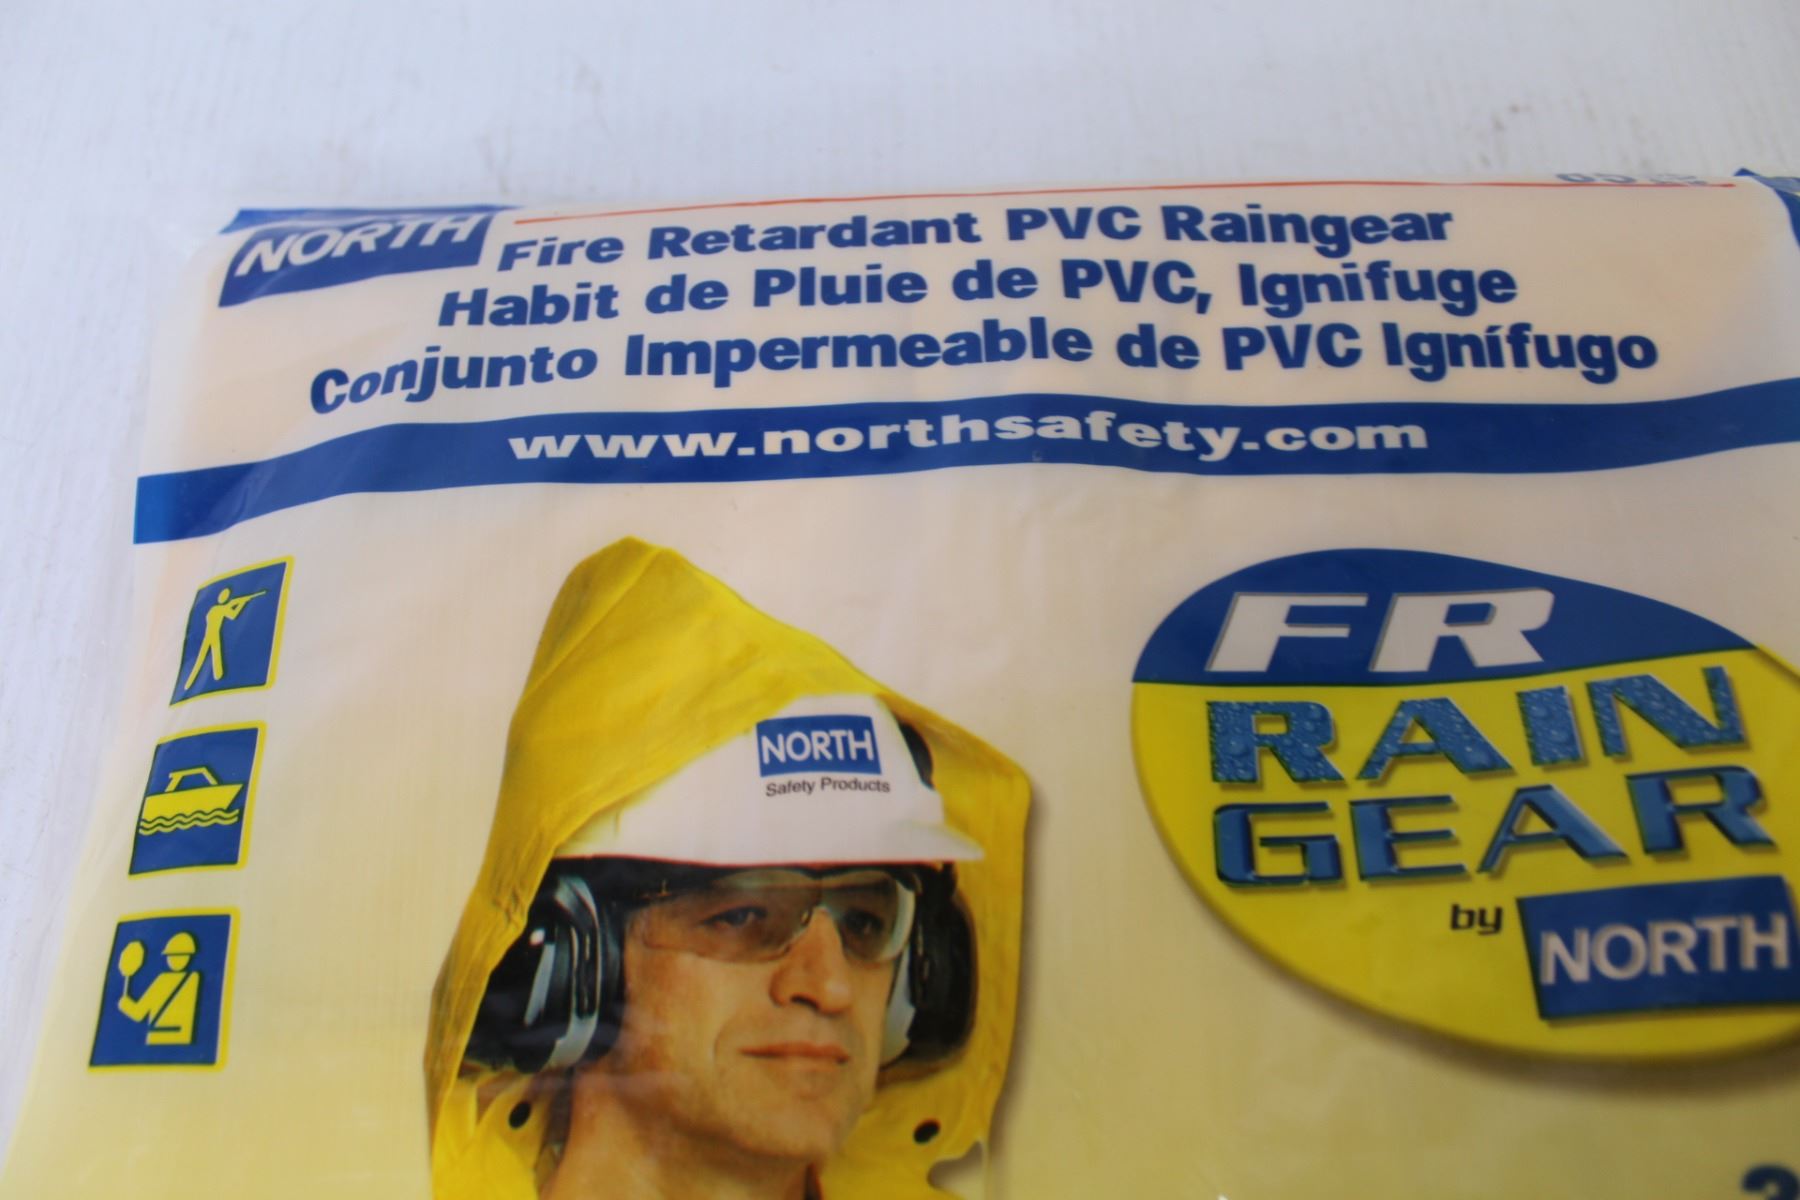 NORTH
Fire Retardant PVC Raingear
Habit de Pluie de PVC, Ignifuge
Conjunto Impermeable de PVC Ignífugo
www.northsafety.com
NORTH
Safety Products
FR
RAIN
GEAR
by NORTH